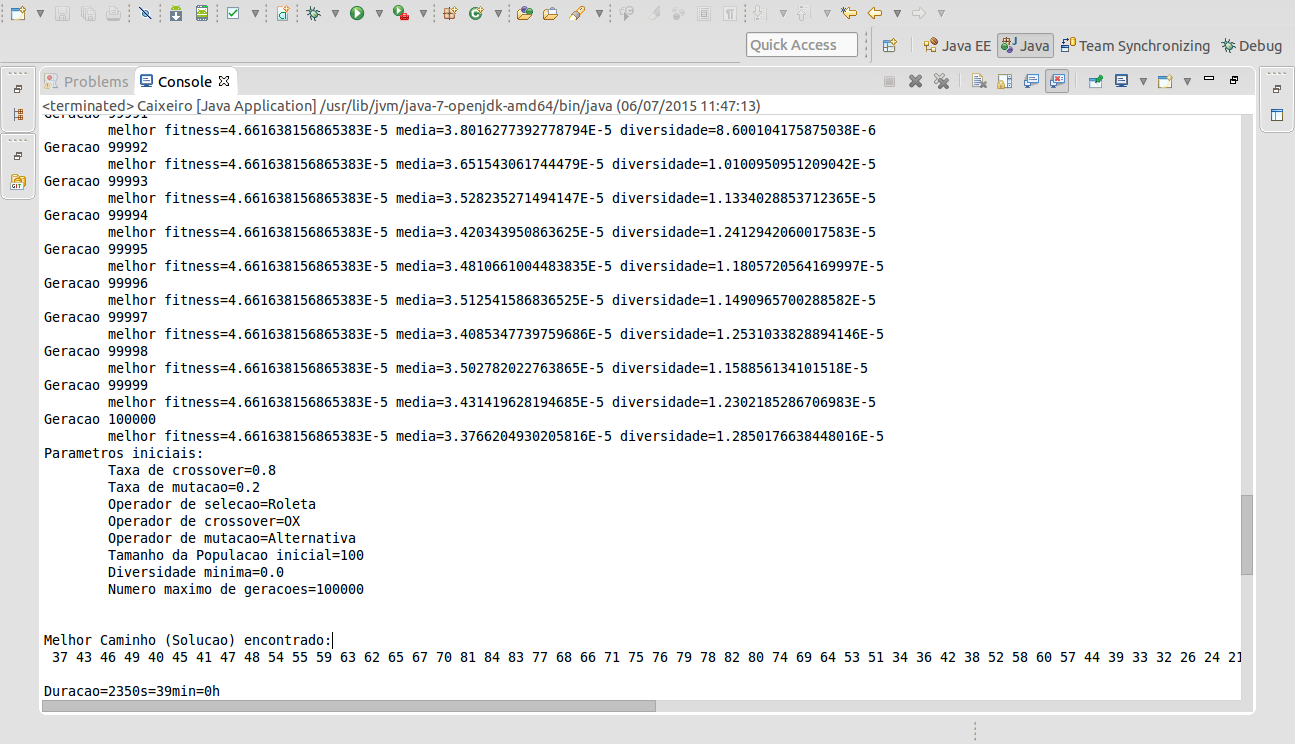 Quick Access
Java EE
Java
Team Synchronizing
Debug
Problems
Console
<terminated> Caixeiro [Java Application] /usr/lib/jvm/java-7-openjdk-amd64/bin/java (06/07/2015 11:47:13)
Geracao 99991
melhor fitness=4.661638156865383E-5 media=3.8016277392778794E-5 diversidade=8.600104175875038E-6
Geracao 99992
melhor fitness=4.661638156865383E-5 media=3.651543061744479E-5 diversidade=1.0100950951209042E-5
Geracao 99993
melhor fitness=4.661638156865383E-5 media=3.528235271494147E-5 diversidade=1.1334028853712365E-5
Geracao 99994
melhor fitness=4.661638156865383E-5 media=3.420343950863625E-5 diversidade=1.2412942060017583E-5
Geracao 99995
melhor fitness=4.661638156865383E-5 media=3.4810661004483835E-5 diversidade=1.1805720564169997E-5
Geracao 99996
melhor fitness=4.661638156865383E-5 media=3.512541586836525E-5 diversidade=1.1490965700288582E-5
Geracao 99997
melhor fitness=4.661638156865383E-5 media=3.4085347739759686E-5 diversidade=1.2531033828894146E-5
Geracao 99998
melhor fitness=4.661638156865383E-5 media=3.502782022763865E-5 diversidade=1.158856134101518E-5
Geracao 99999
melhor fitness=4.661638156865383E-5 media=3.431419628194685E-5 diversidade=1.2302185286706983E-5
Geracao 100000
melhor fitness=4.661638156865383E-5 media=3.3766204930205816E-5 diversidade=1.2850176638448016E-5
Parametros iniciais:
Taxa de crossover=0.8
Taxa de mutacao=0.2
Operador de selecao=Roleta
Operador de crossover=OX
Operador de mutacao=Alternativa
Tamanho da Populacao inicial=100
Diversidade minima=0.0
Numero maximo de geracoes=100000
Melhor Caminho (Solucao) encontrado:
37 43 46 49 40 45 41 47 48 54 55 59 63 62 65 67 70 81 84 83 77 68 66 71 75 76 79 78 82 80 74 69 64 53 51 34 36 42 38 52 58 60 57 44 39 33 32 26 24 21
Duracao=2350s=39min=0h